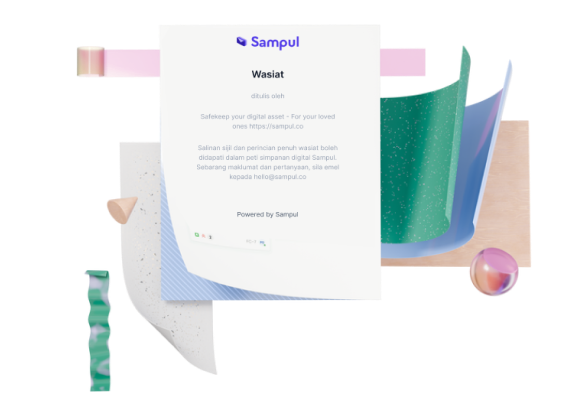 Sampul
Wasiat
ditulis oleh
Safekeep your digital asset - For your loved
ones https://sampul.co
Salinan sijil dan perincian penuh wasiat boleh
didapati dalam peti simpanan digital Sampul.
Sebarang maklumat dan pertanyaan, sila emel
kepada hello@sampul.co
Powered by Sampul